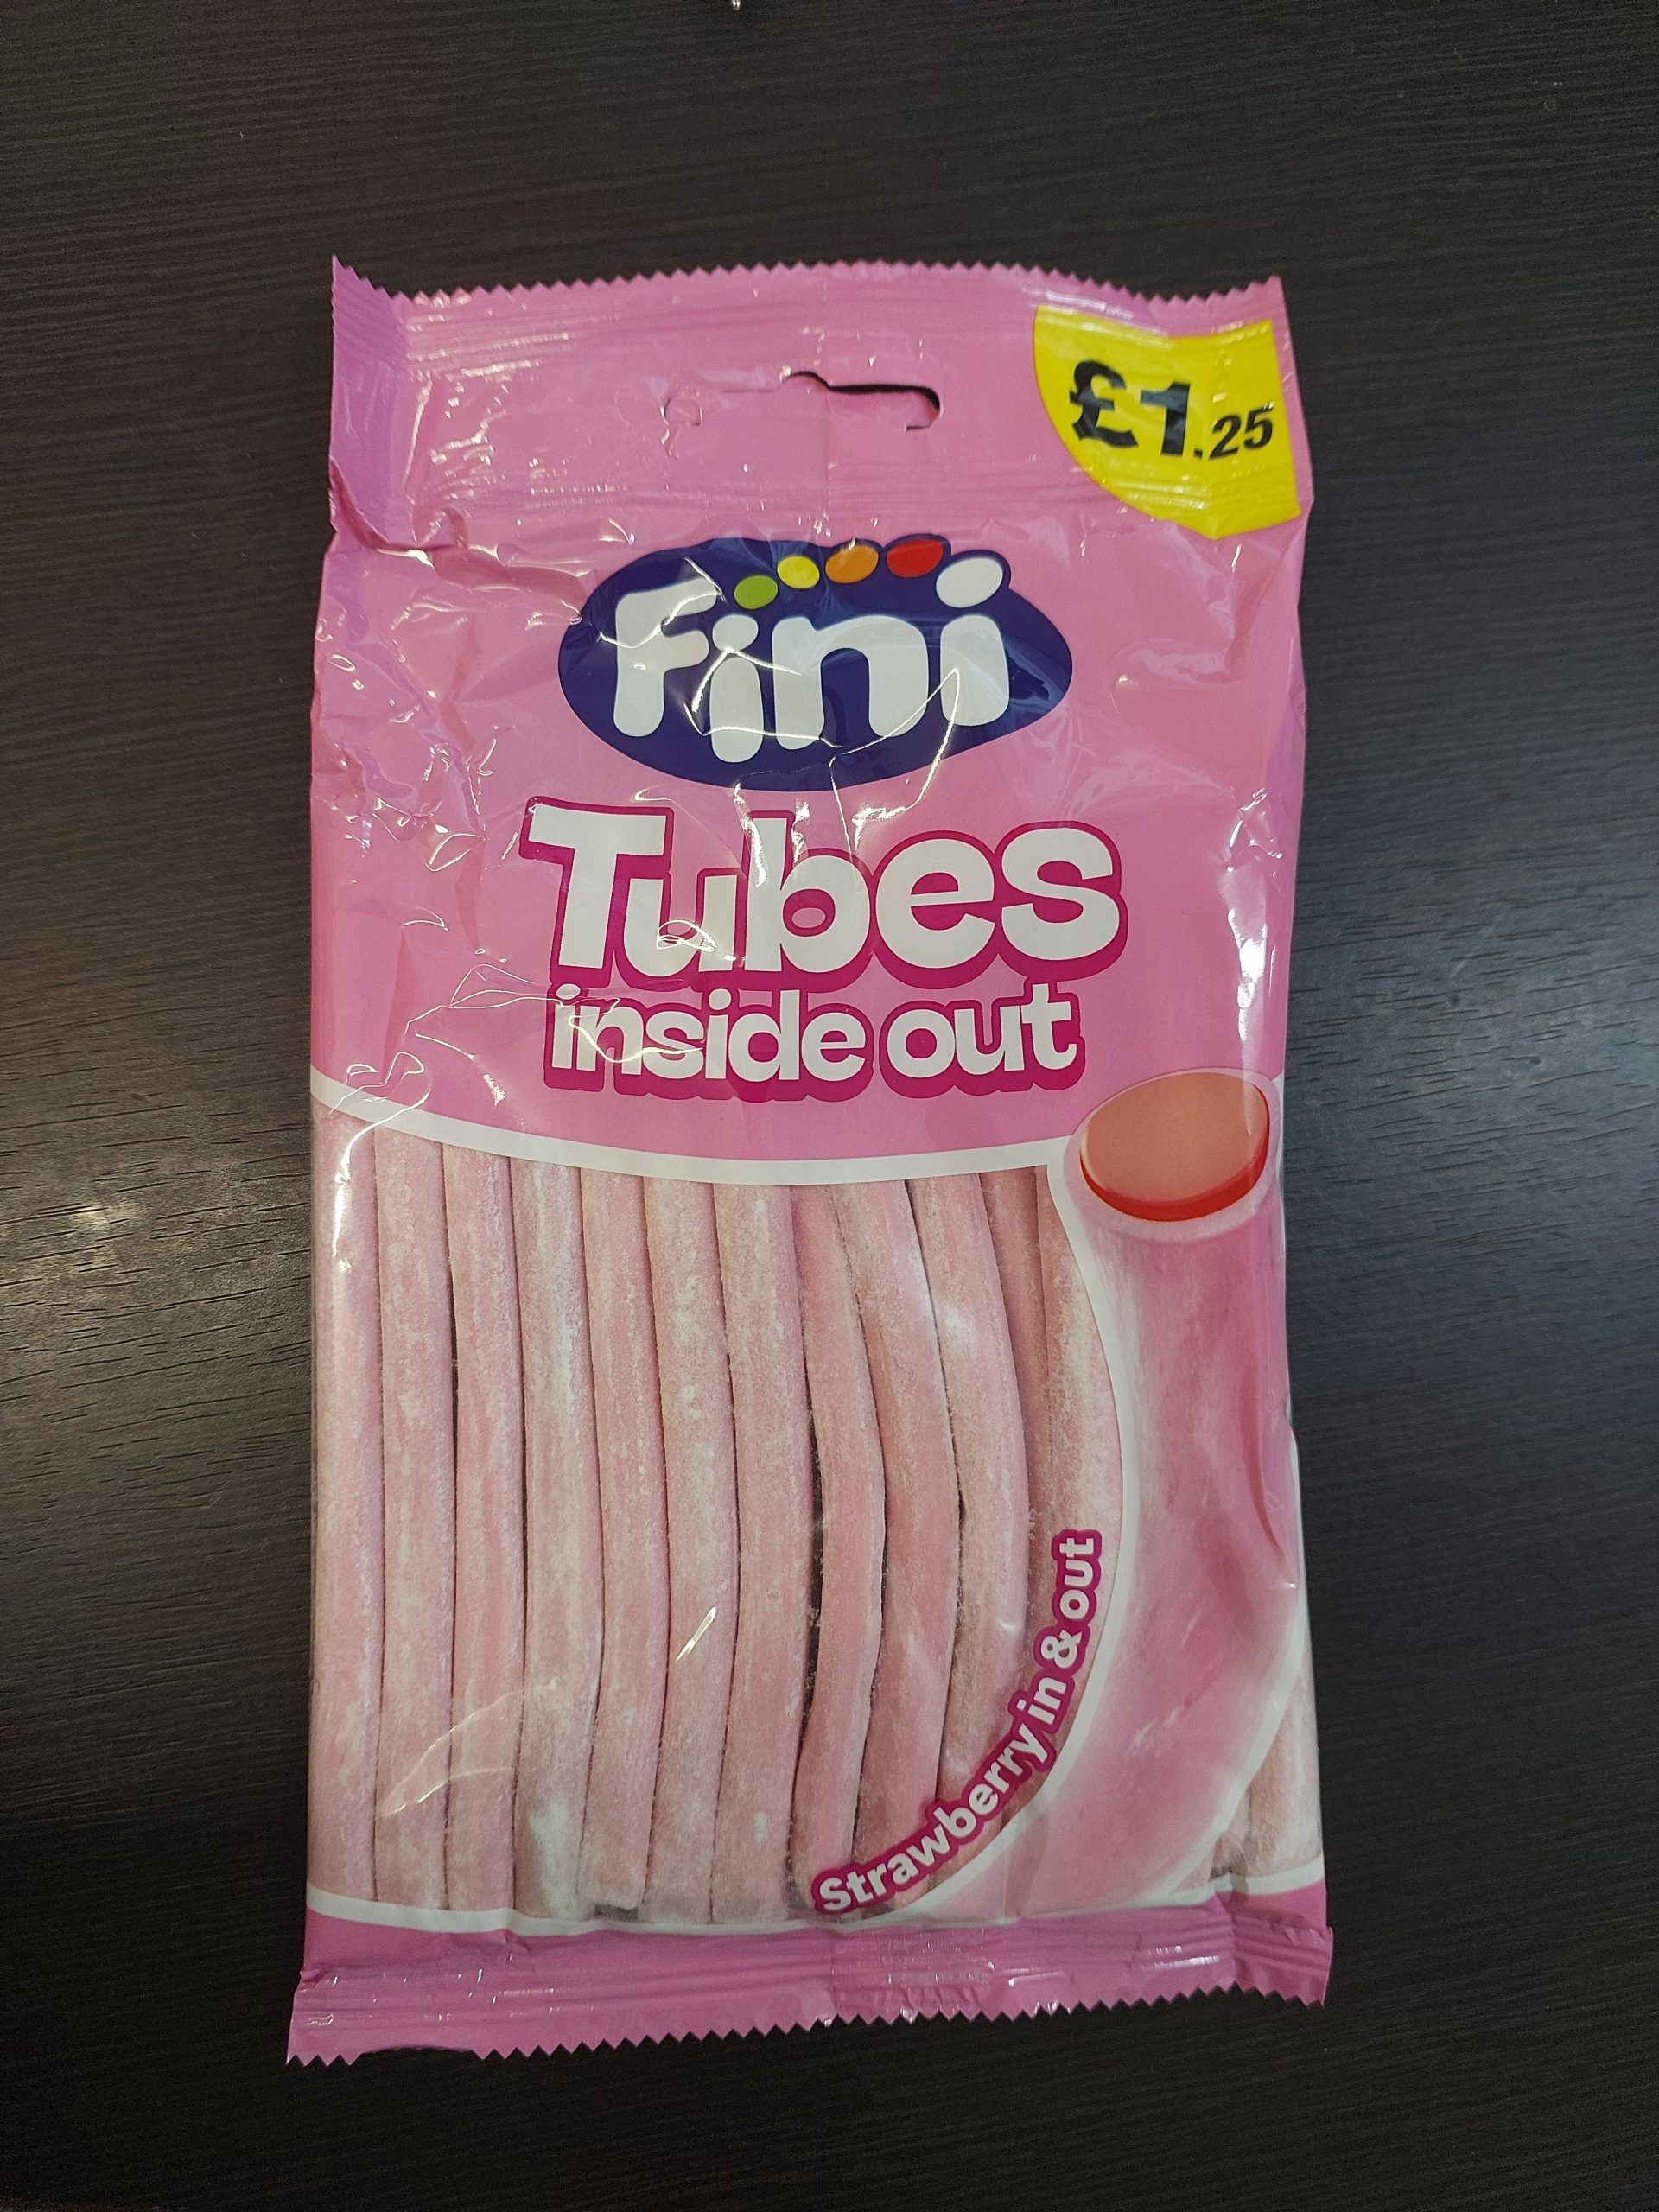 £1.25
Fini
Tubes
inside out
Strawberry in & out